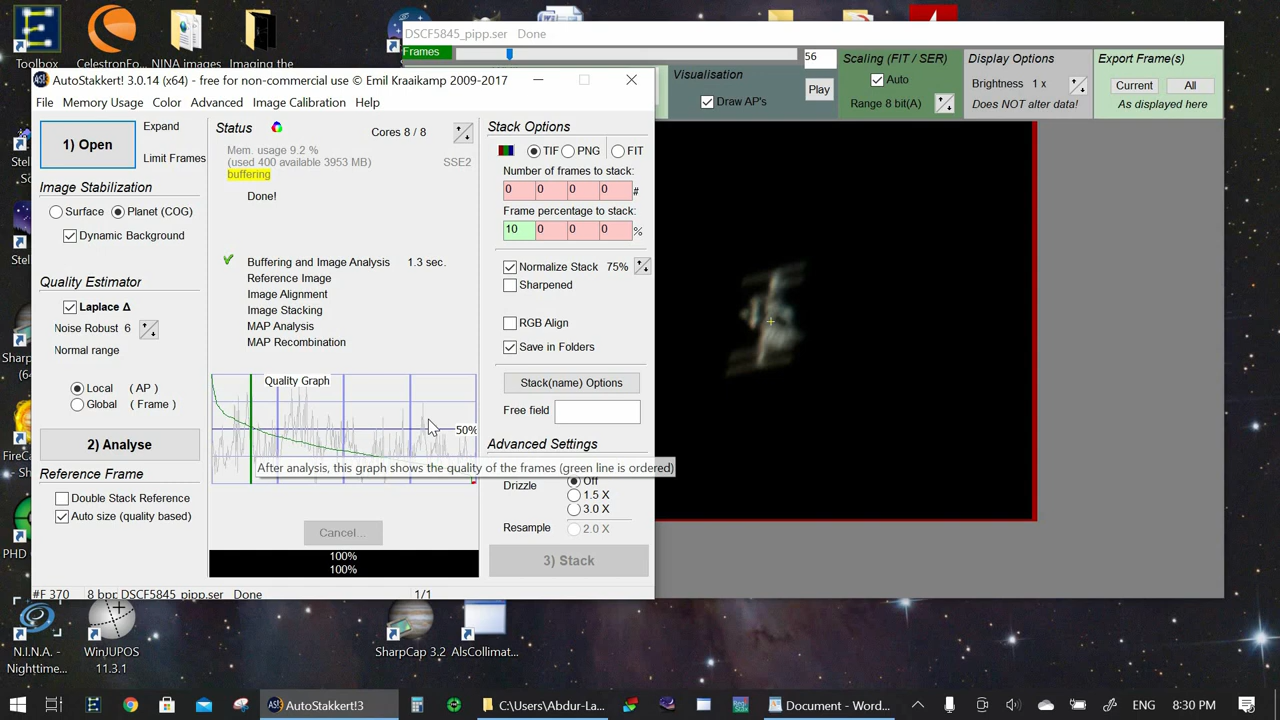 Toolbox
CelestronFo...
NINA images
Imaging the
DSCF5845_pipp.ser Done
Frames
56
Visualisation
Draw AP's
Play
Scaling (FIT / SER)
Auto
Range 8 bit(A)
Display Options
Brightness 1 x
Does NOT alter data!
Export Frame(s)
Current
All
As displayed here
AutoStakkert! 3.0.14 (x64) - free for non-commercial use © Emil Kraaikamp 2009-2017
File Memory Usage Color Advanced Image Calibration Help
1) Open
Expand
Limit Frames
Image Stabilization
Surface
Planet (COG)
Dynamic Background
Quality Estimator
Laplace Δ
Noise Robust 6
Normal range
Local ( AP )
Global ( Frame )
2) Analyse
Reference Frame
Double Stack Reference
Auto size (quality based)
Status
Cores 8 / 8
Mem. usage 9.2 %
(used 400 available 3953 MB)
SSE2
buffering
Done!
Buffering and Image Analysis 1.3 sec.
Reference Image
Image Alignment
Image Stacking
MAP Analysis
MAP Recombination
Quality Graph
50%
After analysis, this graph shows the quality of the frames (green line is ordered)
Cancel...
100%
100%
Stack Options
TIF
PNG
FIT
Number of frames to stack:
0 0 0 0 #
Frame percentage to stack:
10 0 0 0 %
Normalize Stack 75%
Sharpened
RGB Align
Save in Folders
Stack(name) Options
Free field
Advanced Settings
Drizzle
Off
1.5 X
3.0 X
Resample
2.0 X
3) Stack
#F 370 8 bpc DSCF5845_pipp.ser Done 1/1
Stel
Stel
Sharp
FireCa
PHD
N.I.N.A. -
Nighttime...
WinJUPOS
11.3.1
SharpCap 3.2
AlsCollimat...
AutoStakkert!3
C:\Users\Abdur-La...
Document - Word...
ENG
8:30 PM